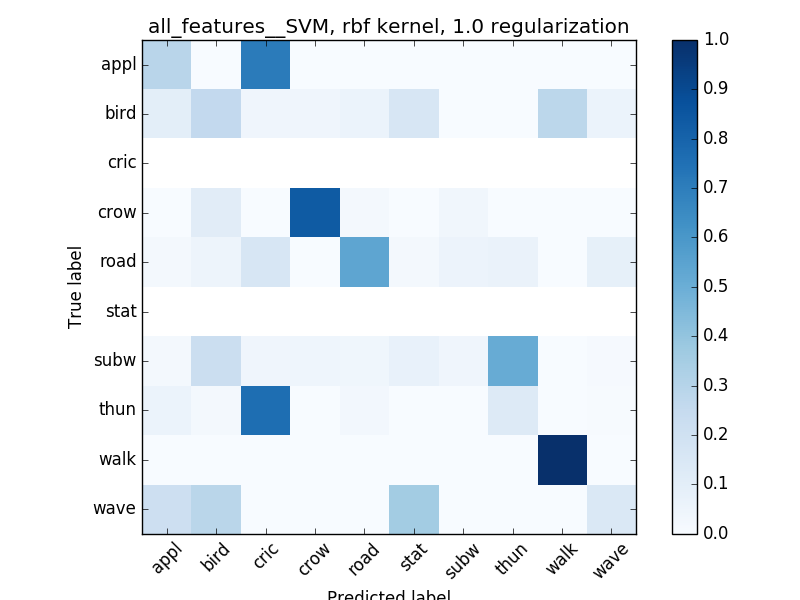 all_features__SVM, rbf kernel, 1.0 regularization
appl
bird
cric
crow
road
stat
subw
thun
walk
wave
True label
appl bird cric crow road stat subw thun walk wave
Predicted label
1.0
0.9
0.8
0.7
0.6
0.5
0.4
0.3
0.2
0.1
0.0